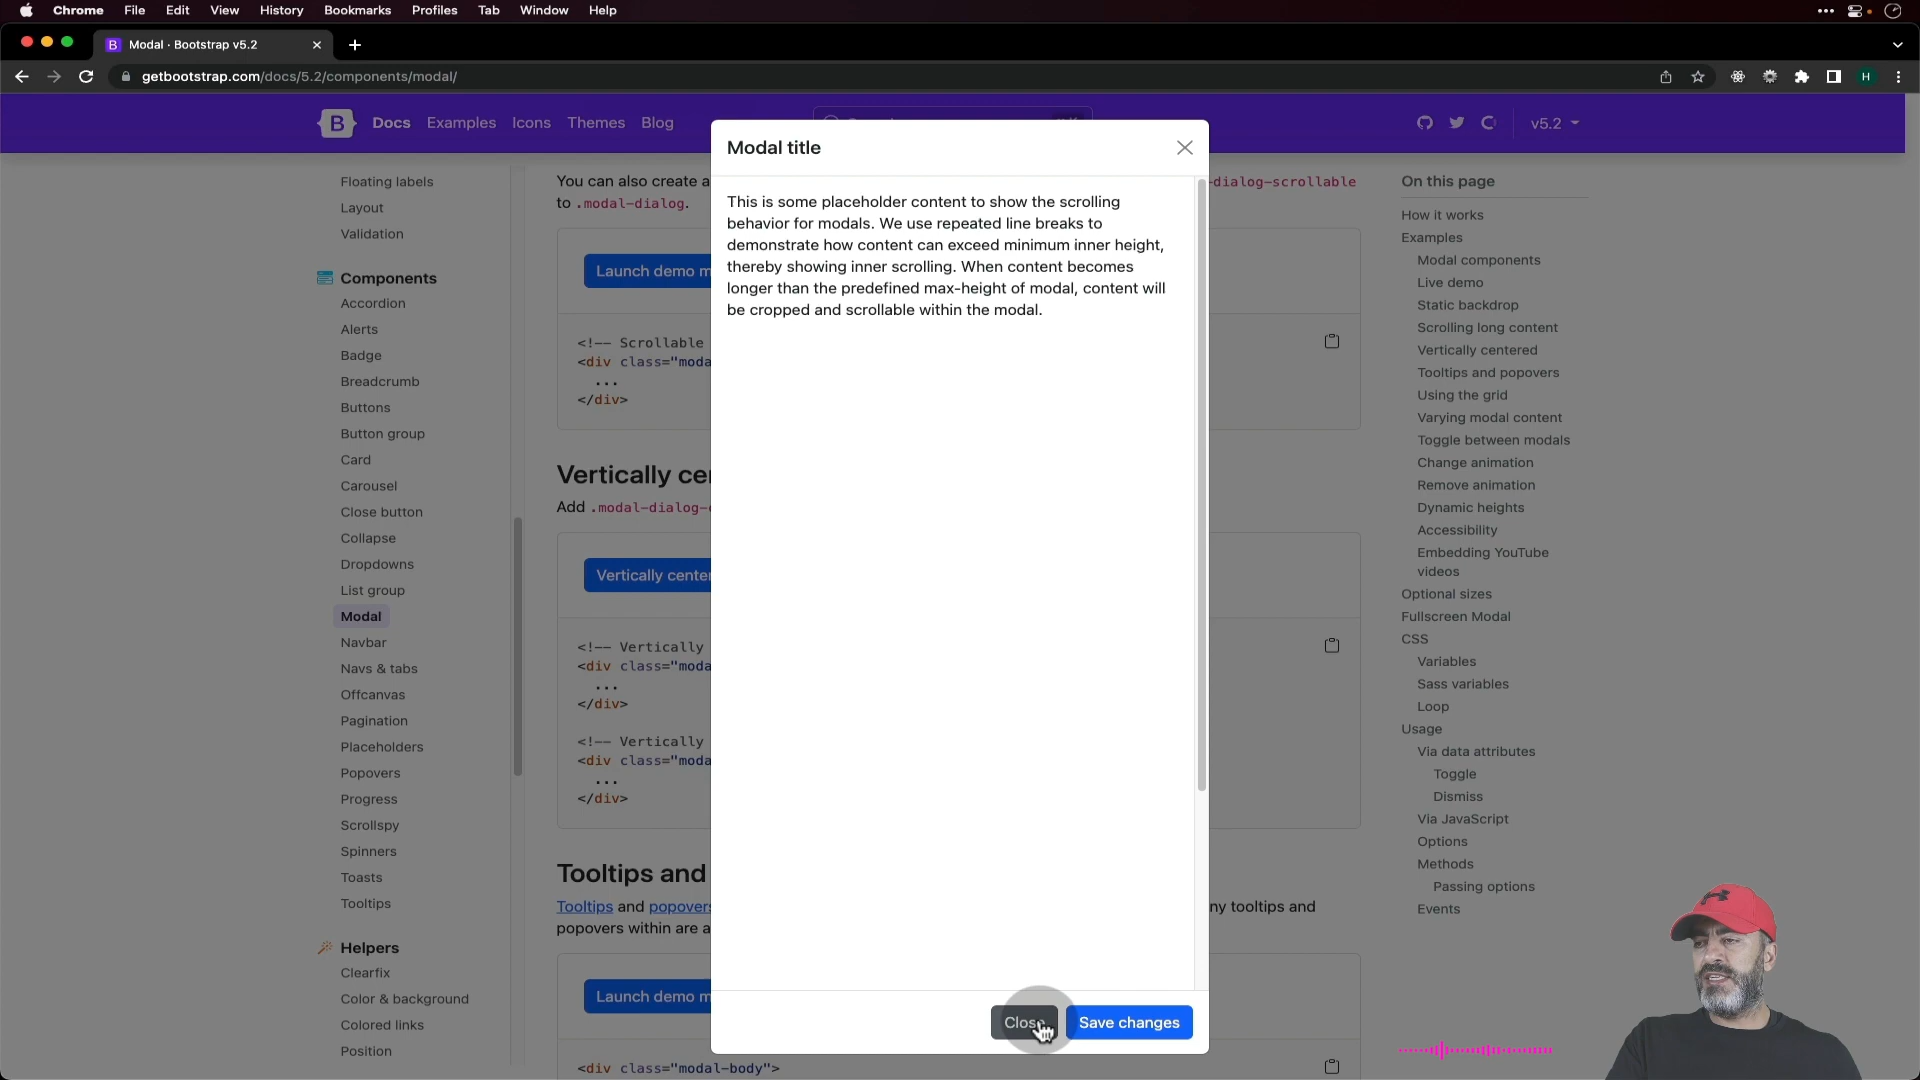 Chrome File Edit View History Bookmarks Profiles Tab Window Help
Modal · Bootstrap v5.2
getbootstrap.com/docs/5.2/components/modal/
B Docs Examples Icons Themes Blog
v5.2
Floating labels
Layout
Validation
Components
Accordion
Alerts
Badge
Breadcrumb
Buttons
Button group
Card
Carousel
Close button
Collapse
Dropdowns
List group
Modal
Navbar
Navs & tabs
Offcanvas
Pagination
Placeholders
Popovers
Progress
Scrollspy
Spinners
Toasts
Tooltips
Helpers
Clearfix
Color & background
Colored links
Position
You can also create a
-dialog-scrollable
to .modal-dialog.
Launch demo m
<!-- Scrollable
<div class="moda
...
</div>
Vertically ce
Add .modal-dialog-
Vertically cente
<!-- Vertically
<div class="moda
...
</div>
<!-- Vertically
<div class="moda
...
</div>
Tooltips and
Tooltips and popovers
ny tooltips and
popovers within are a
Launch demo m
<div class="modal-body">
Modal title
This is some placeholder content to show the scrolling
behavior for modals. We use repeated line breaks to
demonstrate how content can exceed minimum inner height,
thereby showing inner scrolling. When content becomes
longer than the predefined max-height of modal, content will
be cropped and scrollable within the modal.
Close Save changes
On this page
How it works
Examples
Modal components
Live demo
Static backdrop
Scrolling long content
Vertically centered
Tooltips and popovers
Using the grid
Varying modal content
Toggle between modals
Change animation
Remove animation
Dynamic heights
Accessibility
Embedding YouTube
videos
Optional sizes
Fullscreen Modal
CSS
Variables
Sass variables
Loop
Usage
Via data attributes
Toggle
Dismiss
Via JavaScript
Options
Methods
Passing options
Events